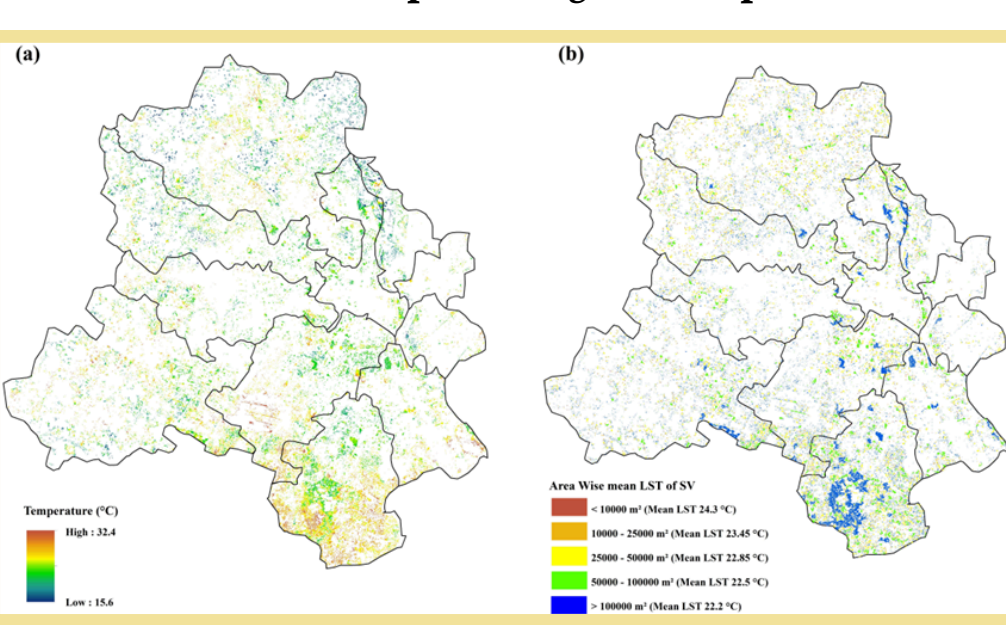 (a)
(b)
Temperature (°C)
High : 32.4
Low : 15.6
Area Wise mean LST of SV
< 10000 m² (Mean LST 24.3 °C)
10000 - 25000 m² (Mean LST 23.45 °C)
25000 - 50000 m² (Mean LST 22.85 °C)
50000 - 100000 m² (Mean LST 22.5 °C)
> 100000 m² (Mean LST 22.2 °C)